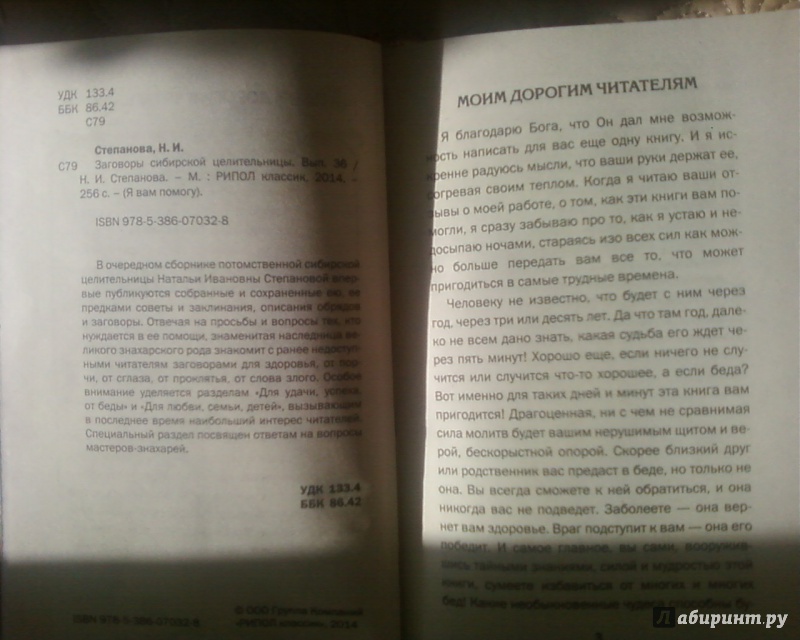 УДК 133.4
ББК 86.42
С79
Степанова, Н. И.
С79 Заговоры сибирской целительницы. Вып. 36 /
Н. И. Степанова. – М. : РИПОЛ классик, 2014. –
256 с. – (Я вам помогу).
ISBN 978-5-386-07032-8
В очередном сборнике потомственной сибирской
целительницы Натальи Ивановны Степановой впер-
вые публикуются собранные и сохраненные ею, ее
предками советы и заклинания, описания обрядов
и заговоры. Отвечая на просьбы и вопросы тех, кто
нуждается в ее помощи, знаменитая наследница ве-
ликого знахарского рода знакомит с ранее недоступ-
ными читателям заговорами для здоровья, от пор-
чи, от сглаза, от проклятья, от слова злого. Особое
внимание уделяется разделам «Для удачи, успеха,
от беды» и «Для любви, семьи, детей», вызывающим
в последнее время наибольший интерес читателей.
Специальный раздел посвящен ответам на вопросы
мастеров-знахарей.
УДК 133.4
ББК 86.42
ISBN 978-5-386-07032-8
© ООО Группа Компаний
«РИПОЛ классик», 2014
МОИМ ДОРОГИМ ЧИТАТЕЛЯМ
Я благодарю Бога, что Он дал мне возмож-
ность написать для вас еще одну книгу. И я ис-
кренне радуюсь мысли, что ваши руки держат ее,
согревая своим теплом. Когда я читаю ваши от-
зывы о моей работе, о том, как эти книги вам по-
могли, я сразу забываю про то, как я устаю и не-
досыпаю ночами, стараясь изо всех сил как мож-
но больше передать вам все то, что может
пригодиться в самые трудные времена.
Человеку не известно, что будет с ним через
год, через три или десять лет. Да что там год, дале-
ко не всем дано знать, какая судьба его ждет че-
рез пять минут! Хорошо еще, если ничего не слу-
чится или случится что-то хорошее, а если беда?
Вот именно для таких дней и минут эта книга вам
пригодится! Драгоценная, ни с чем не сравнимая
сила молитв будет вашим нерушимым щитом и ве-
рой, бескорыстной опорой. Скорее близкий друг
или родственник вас предаст в беде, но только не
она. Вы всегда сможете к ней обратиться, и она
никогда вас не подведет. Заболеете — она вер-
нет вам здоровье. Враг подступит к вам — она его
победит. И самое главное, вы сами, вооружив-
шись тайными знаниями, силой и мудростью этой
книги, сумеете избавиться от многих и многих
бед! Какие необыкновенные чудеса способны бу-
Лабиринт.ру